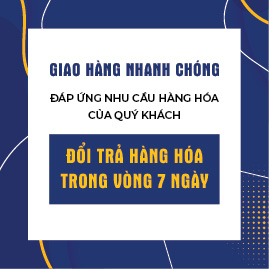 GIAO HÀNG NHANH CHÓNG
ĐÁP ỨNG NHU CẦU HÀNG HÓA
CỦA QUÝ KHÁCH
ĐỔI TRẢ HÀNG HÓA
TRONG VÒNG 7 NGÀY